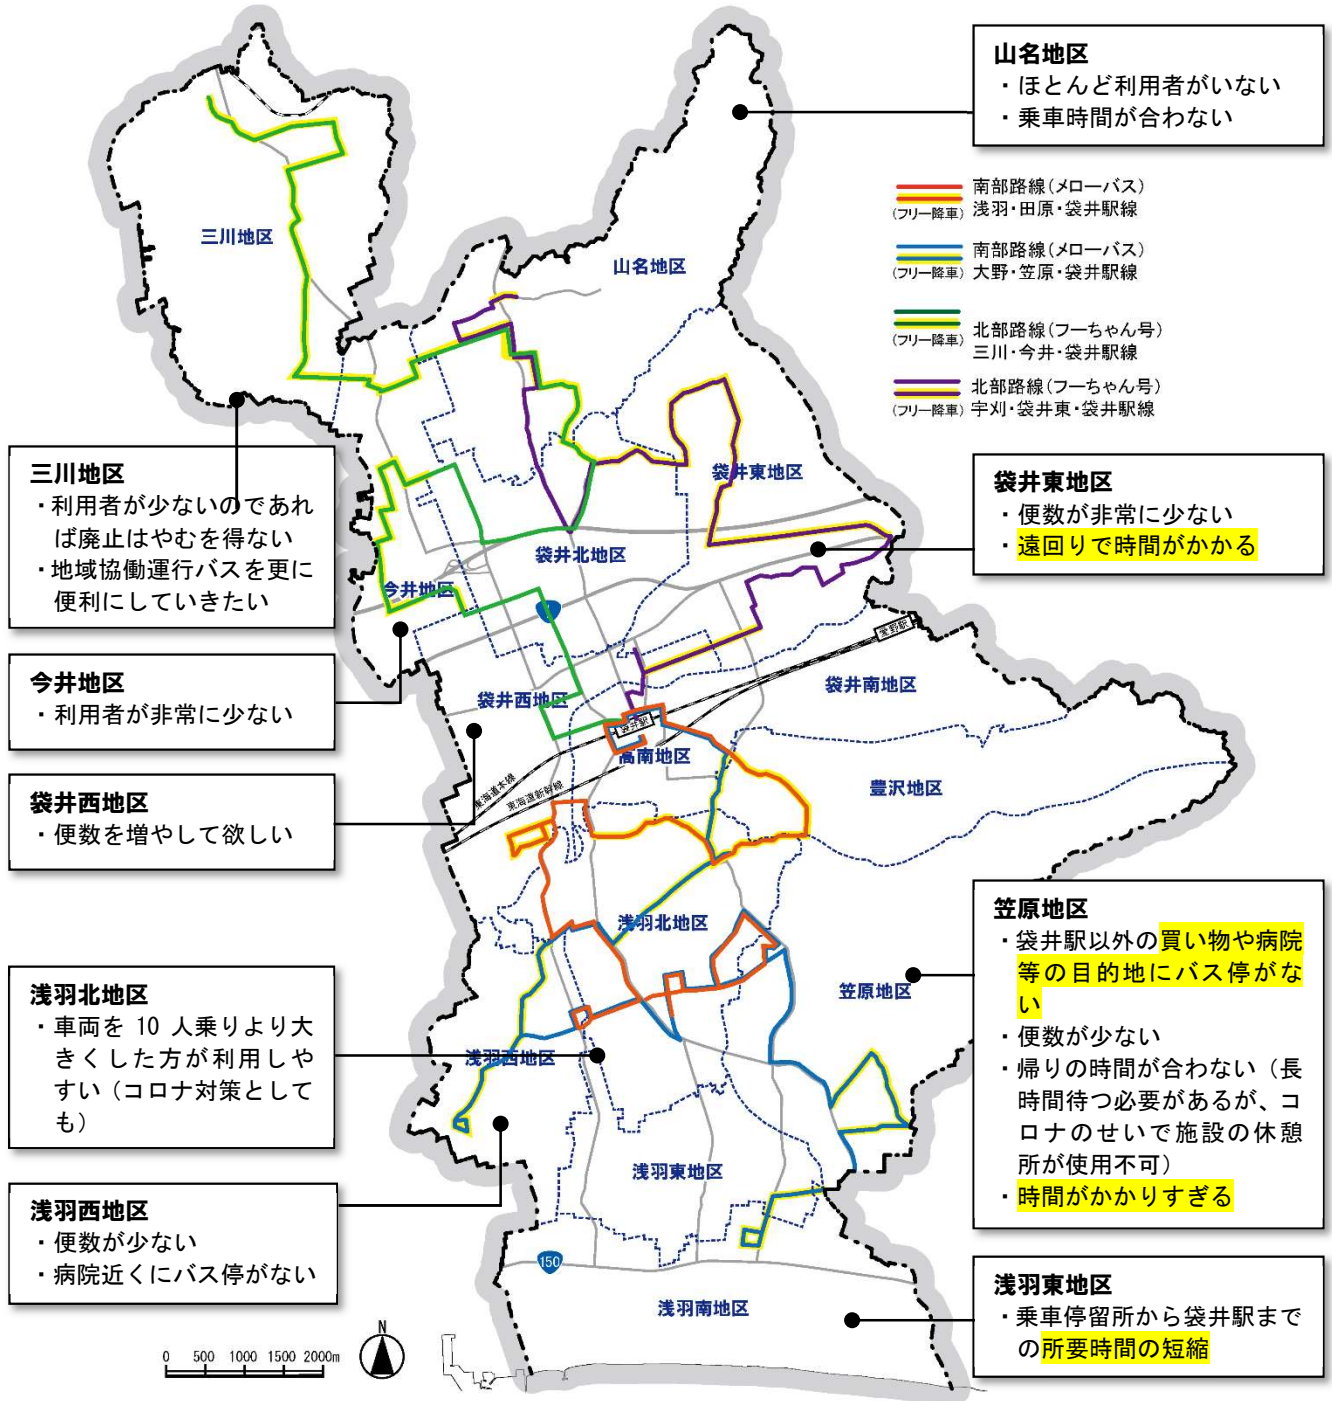 山名地区
・ほとんど利用者がいない
・乗車時間が合わない
南部路線(メローバス)
(フリー降車) 浅羽・田原・袋井駅線
南部路線(メローバス)
(フリー降車) 大野・笠原・袋井駅線
北部路線(フーちゃん号)
(フリー降車)
三川・今井・袋井駅線
北部路線(フーちゃん号)
(フリー降車) 宇刈・袋井東・袋井駅線
三川地区
山名地区
袋井東地区
袋井北地区
今井地区
袋井西地区
袋井南地区
愛野駅
袋井駅
高南地区
豊沢地区
東海道本線
東海道新幹線
浅羽北地区
笠原地区
浅羽西地区
浅羽東地区
150
浅羽南地区
三川地区
・利用者が少ないのであれ
ば廃止はやむを得ない
・地域協働運行バスを更に
便利にしていきたい
今井地区
・利用者が非常に少ない
袋井西地区
・便数を増やして欲しい
浅羽北地区
・車両を 10 人乗りより大
きくした方が利用しや
すい（コロナ対策として
も）
浅羽西地区
・便数が少ない
・病院近くにバス停がない
袋井東地区
・便数が非常に少ない
・遠回りで時間がかかる
笠原地区
・袋井駅以外の買い物や病院
等の目的地にバス停がな
い
・便数が少ない
・帰りの時間が合わない（長
時間待つ必要があるが、コ
ロナのせいで施設の休憩
所が使用不可）
・時間がかかりすぎる
浅羽東地区
・乗車停留所から袋井駅まで
の所要時間の短縮
0 500 1000 1500 2000m
N